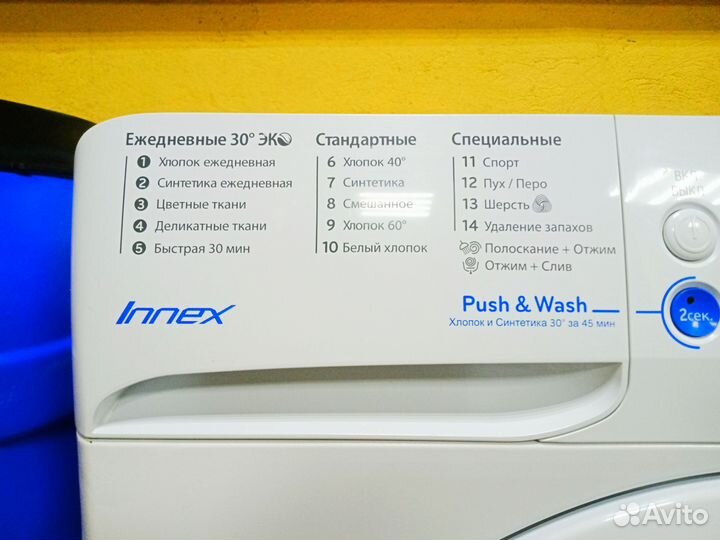 Ежедневные 30° ЭКО
1 Хлопок ежедневная
2 Синтетика ежедневная
3 Цветные ткани
4 Деликатные ткани
5 Быстрая 30 мин
Стандартные
6 Хлопок 40°
7 Синтетика
8 Смешанное
9 Хлопок 60°
10 Белый хлопок
Специальные
11 Спорт
12 Пух / Перо
13 Шерсть
14 Удаление запахов
Полоскание + Отжим
Отжим + Слив
ВКЛ
ВЫКЛ
Innex
Push & Wash
Хлопок и Синтетика 30° за 45 мин
2сек.
Avito